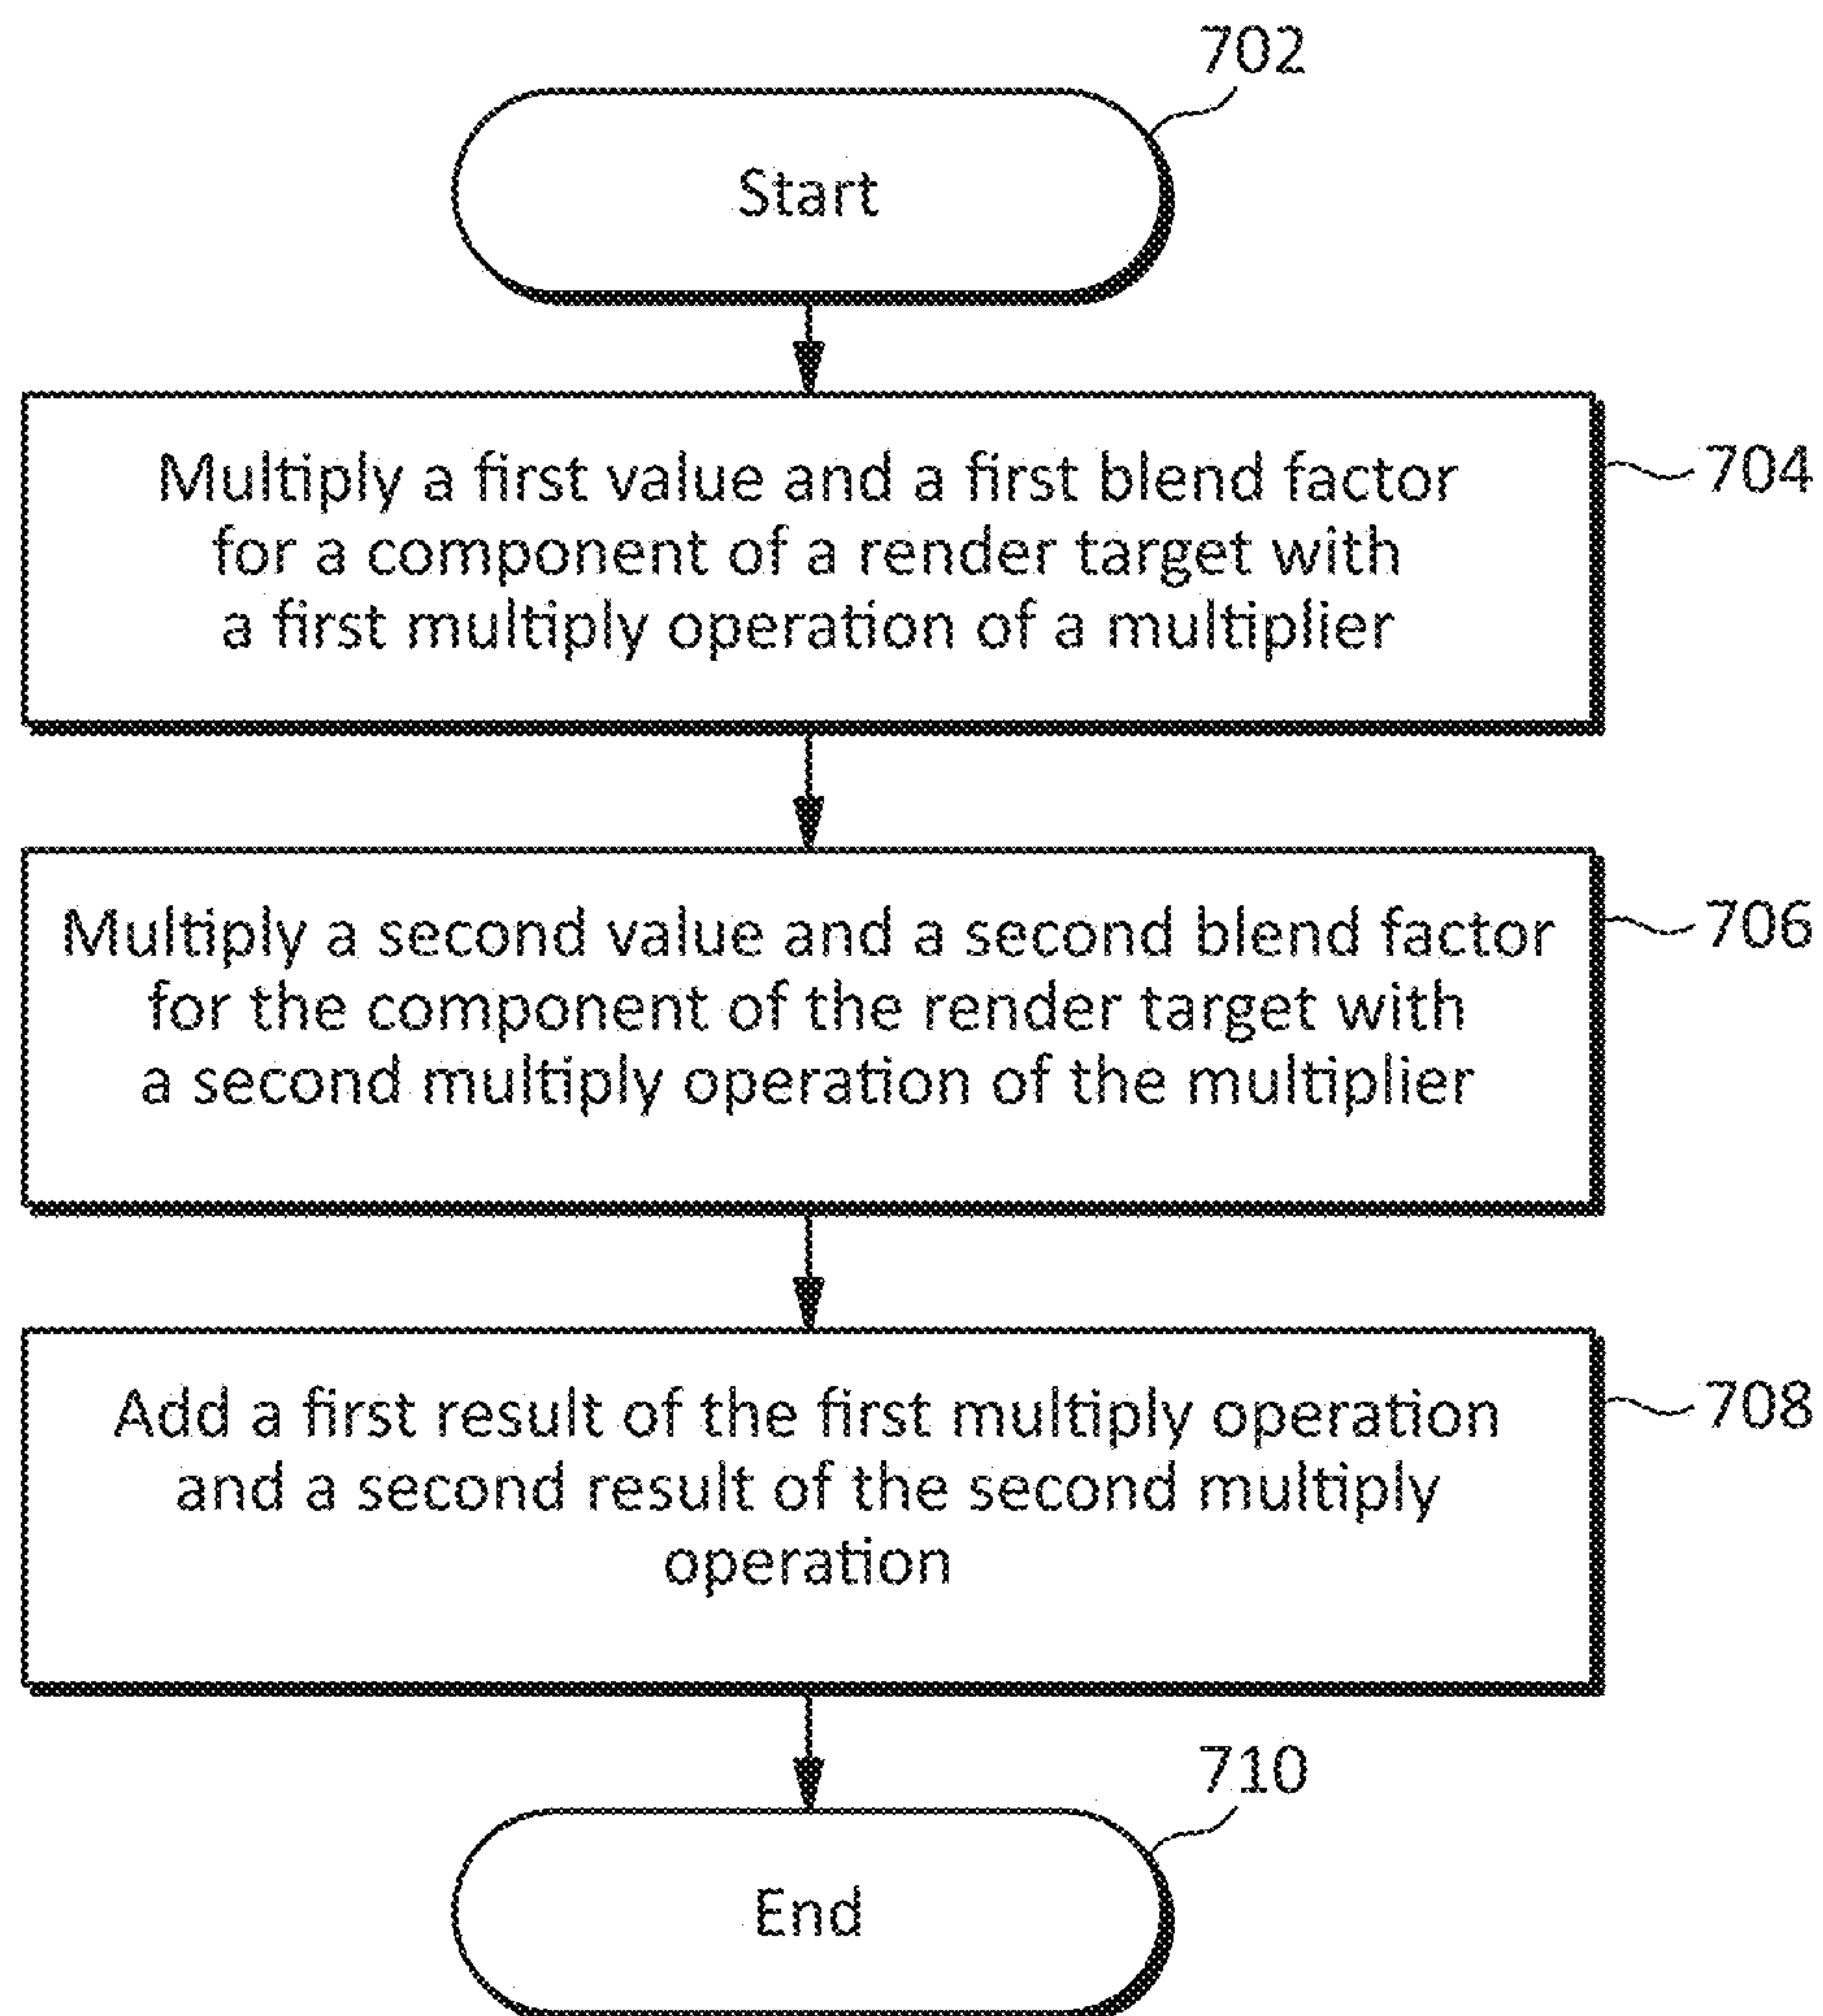 702
Start
Multiply a first value and a first blend factor
for a component of a render target with
a first multiply operation of a multiplier
704
Multiply a second value and a second blend factor
for the component of the render target with
a second multiply operation of the multiplier
706
Add a first result of the first multiply operation
and a second result of the second multiply
operation
708
710
End